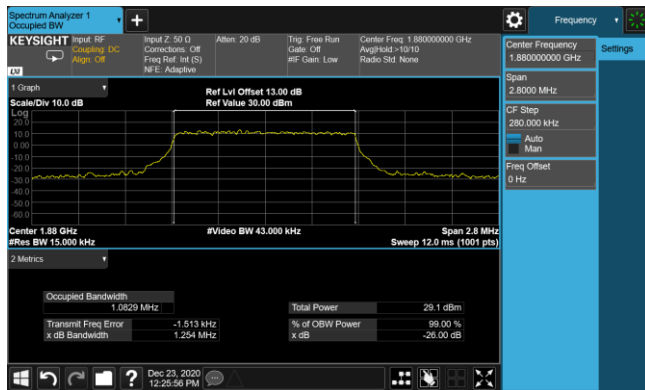 Spectrum Analyzer 1
Occupied BW
Frequency
KEYSIGHT
Input: RF
Coupling: DC
Align: Off
Input Z: 50 Ω
Corrections: Off
Freq Ref: Int (S)
NFE: Adaptive
Atten: 20 dB
Trig: Free Run
Gate: Off
#IF Gain: Low
Center Freq: 1.880000000 GHz
Avg|Hold:>10/10
Radio Std: None
LXI
Center Frequency
1.880000000 GHz
Settings
Span
2.8000 MHz
CF Step
280.000 kHz
Auto
Man
Freq Offset
0 Hz
1 Graph
Scale/Div 10.0 dB
Ref Lvl Offset 13.00 dB
Ref Value 30.00 dBm
Log
20.0
10.0
0.00
-10.0
-20.0
-30.0
-40.0
-50.0
-60.0
Center 1.88 GHz
#Video BW 43.000 kHz
Span 2.8 MHz
#Res BW 15.000 kHz
Sweep 12.0 ms (1001 pts)
2 Metrics
Occupied Bandwidth
1.0829 MHz
Total Power 29.1 dBm
Transmit Freq Error -1.513 kHz
% of OBW Power 99.00 %
x dB Bandwidth 1.254 MHz
x dB -26.00 dB
Dec 23, 2020
12:25:56 PM